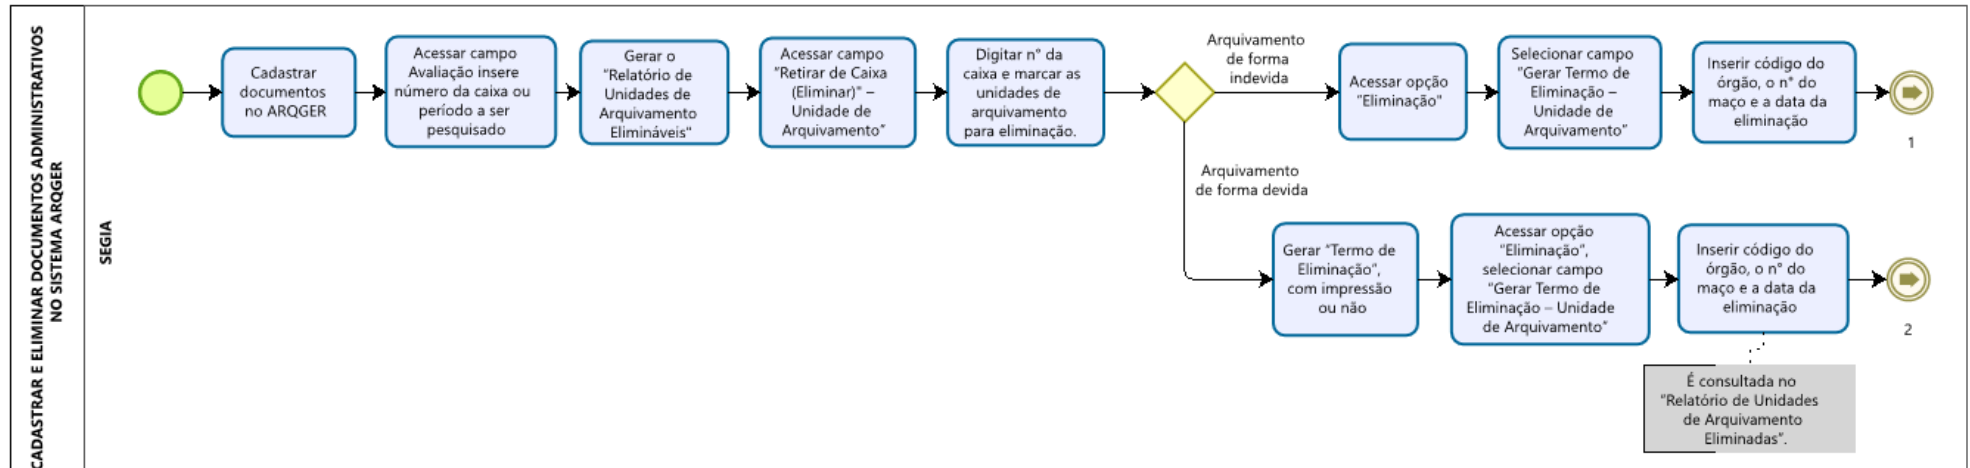 CADASTRAR E ELIMINAR DOCUMENTOS ADMINISTRATIVOS
NO SISTEMA ARQGER
SEGIA
Cadastrar
documentos
no ARQGER
Acessar campo
Avaliação insere
número da caixa ou
período a ser
pesquisado
Gerar o
"Relatório de
Unidades de
Arquivamento
Elimináveis"
Acessar campo
"Retirar de Caixa
(Eliminar)" –
Unidade de
Arquivamento"
Digitar n° da
caixa e marcar as
unidades de
arquivamento
para eliminação.
Arquivamento
de forma
indevida
Acessar opção
"Eliminação"
Selecionar campo
"Gerar Termo de
Eliminação –
Unidade de
Arquivamento"
Inserir código do
órgão, o n° do
maço e a data da
eliminação
1
Arquivamento
de forma devida
Gerar "Termo de
Eliminação",
com impressão
ou não
Acessar opção
"Eliminação",
selecionar campo
"Gerar Termo de
Eliminação – Unidade
de Arquivamento"
Inserir código do
órgão, o n° do
maço e a data da
eliminação
2
É consultada no
"Relatório de Unidades
de Arquivamento
Eliminadas".